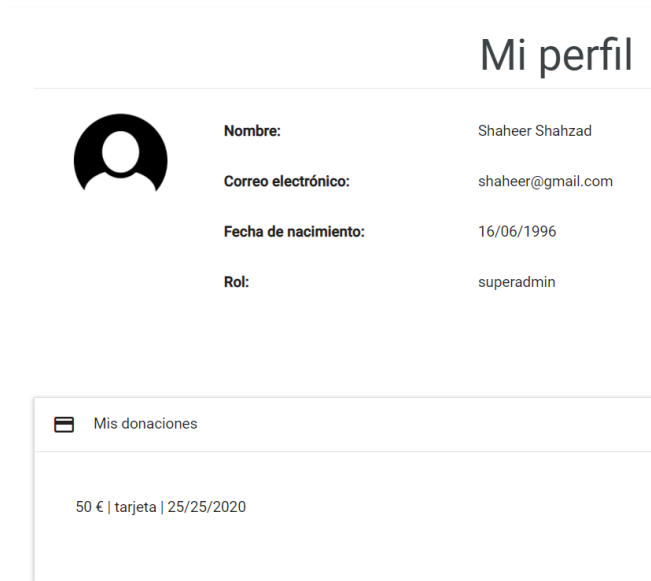 Mi perfil
Nombre: Shaheer Shahzad
Correo electrónico: shaheer@gmail.com
Fecha de nacimiento: 16/06/1996
Rol: superadmin
Mis donaciones
50 € | tarjeta | 25/25/2020